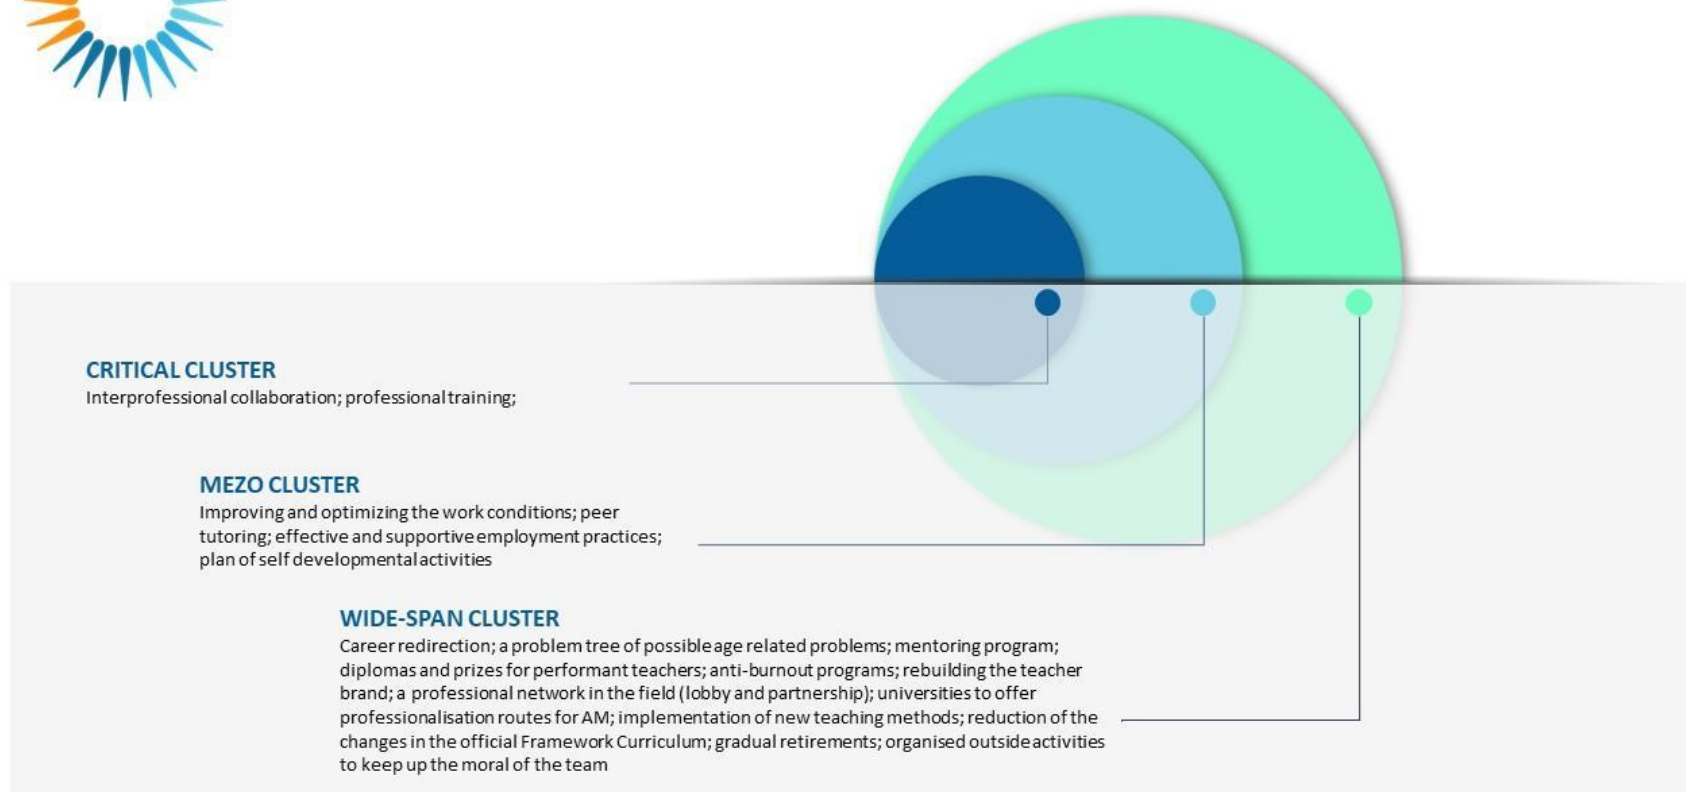 CRITICAL CLUSTER
Interprofessional collaboration; professional training;
MEZO CLUSTER
Improving and optimizing the work conditions; peer
tutoring; effective and supportive employment practices;
plan of self developmental activities
WIDE-SPAN CLUSTER
Career redirection; a problem tree of possible age related problems; mentoring program;
diplomas and prizes for performant teachers; anti-burnout programs; rebuilding the teacher
brand; a professional network in the field (lobby and partnership); universities to offer
professionalisation routes for AM; implementation of new teaching methods; reduction of the
changes in the official Framework Curriculum; gradual retirements; organised outside activities
to keep up the moral of the team